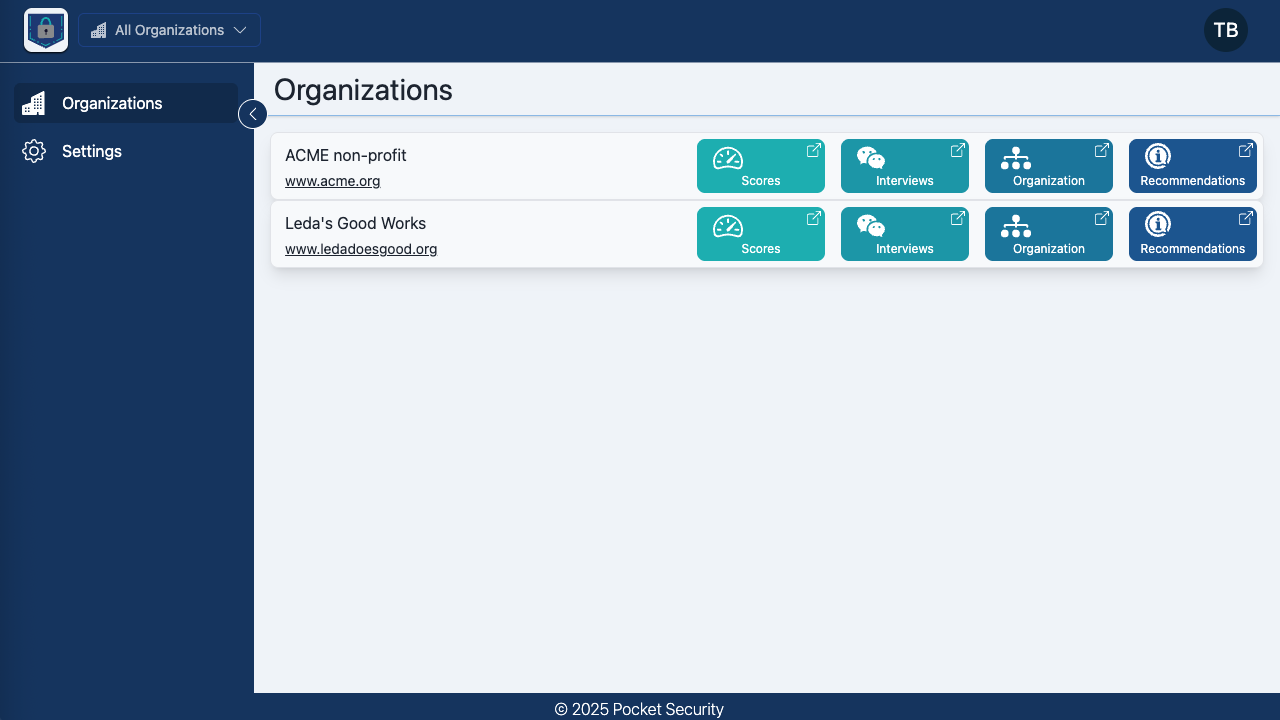 All Organizations
TB
Organizations
Settings
Organizations
ACME non-profit
www.acme.org
Scores
Interviews
Organization
Recommendations
Leda's Good Works
www.ledadoesgood.org
Scores
Interviews
Organization
Recommendations
© 2025 Pocket Security